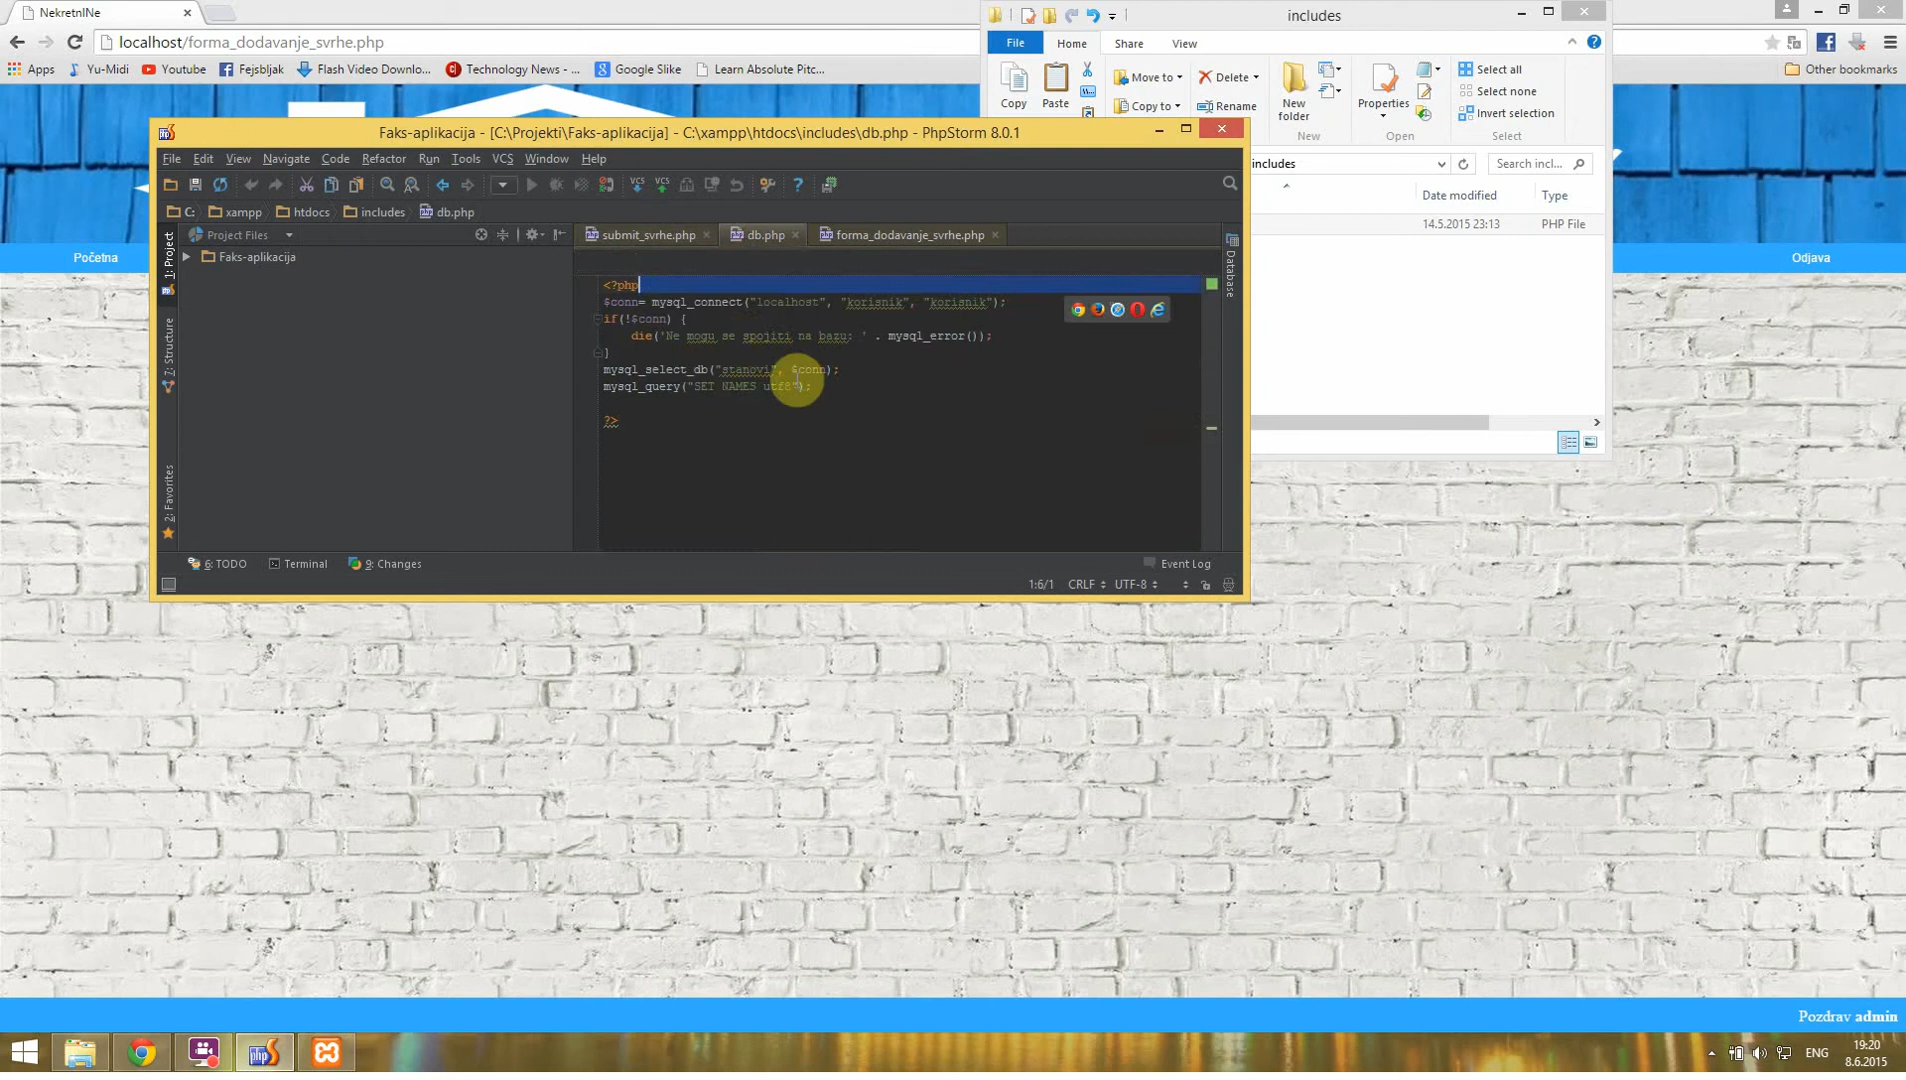 NekretnINe
localhost/forma_dodavanje_svrhe.php
Apps
Yu-Midi
Youtube
Fejsbljak
Flash Video Downlo...
Technology News - ...
Google Slike
Learn Absolute Pitc...
Other bookmarks
includes
File
Home
Share
View
Copy
Paste
Move to
Copy to
Delete
Rename
New folder
Properties
Select all
Select none
Invert selection
New
Open
Select
includes
Search incl...
Date modified
Type
14.5.2015 23:13
PHP File
Faks-aplikacija - [C:\Projekti\Faks-aplikacija] - C:\xampp\htdocs\includes\db.php - PhpStorm 8.0.1
File Edit View Navigate Code Refactor Run Tools VCS Window Help
C: xampp htdocs includes db.php
Project Files
submit_svrhe.php
db.php
forma_dodavanje_svrhe.php
1: Project
Faks-aplikacija
7: Structure
2: Favorites
Database
<?php
$conn= mysql_connect("localhost", "korisnik", "korisnik");
if(!$conn) {
die('Ne mogu se spojiti na bazu: ' . mysql_error());
}
mysql_select_db("stanovi", $conn);
mysql_query("SET NAMES utf8");
?>
6: TODO
Terminal
9: Changes
Event Log
1:6/1
CRLF
UTF-8
Početna
Odjava
Pozdrav admin
ENG
19:20
8.6.2015